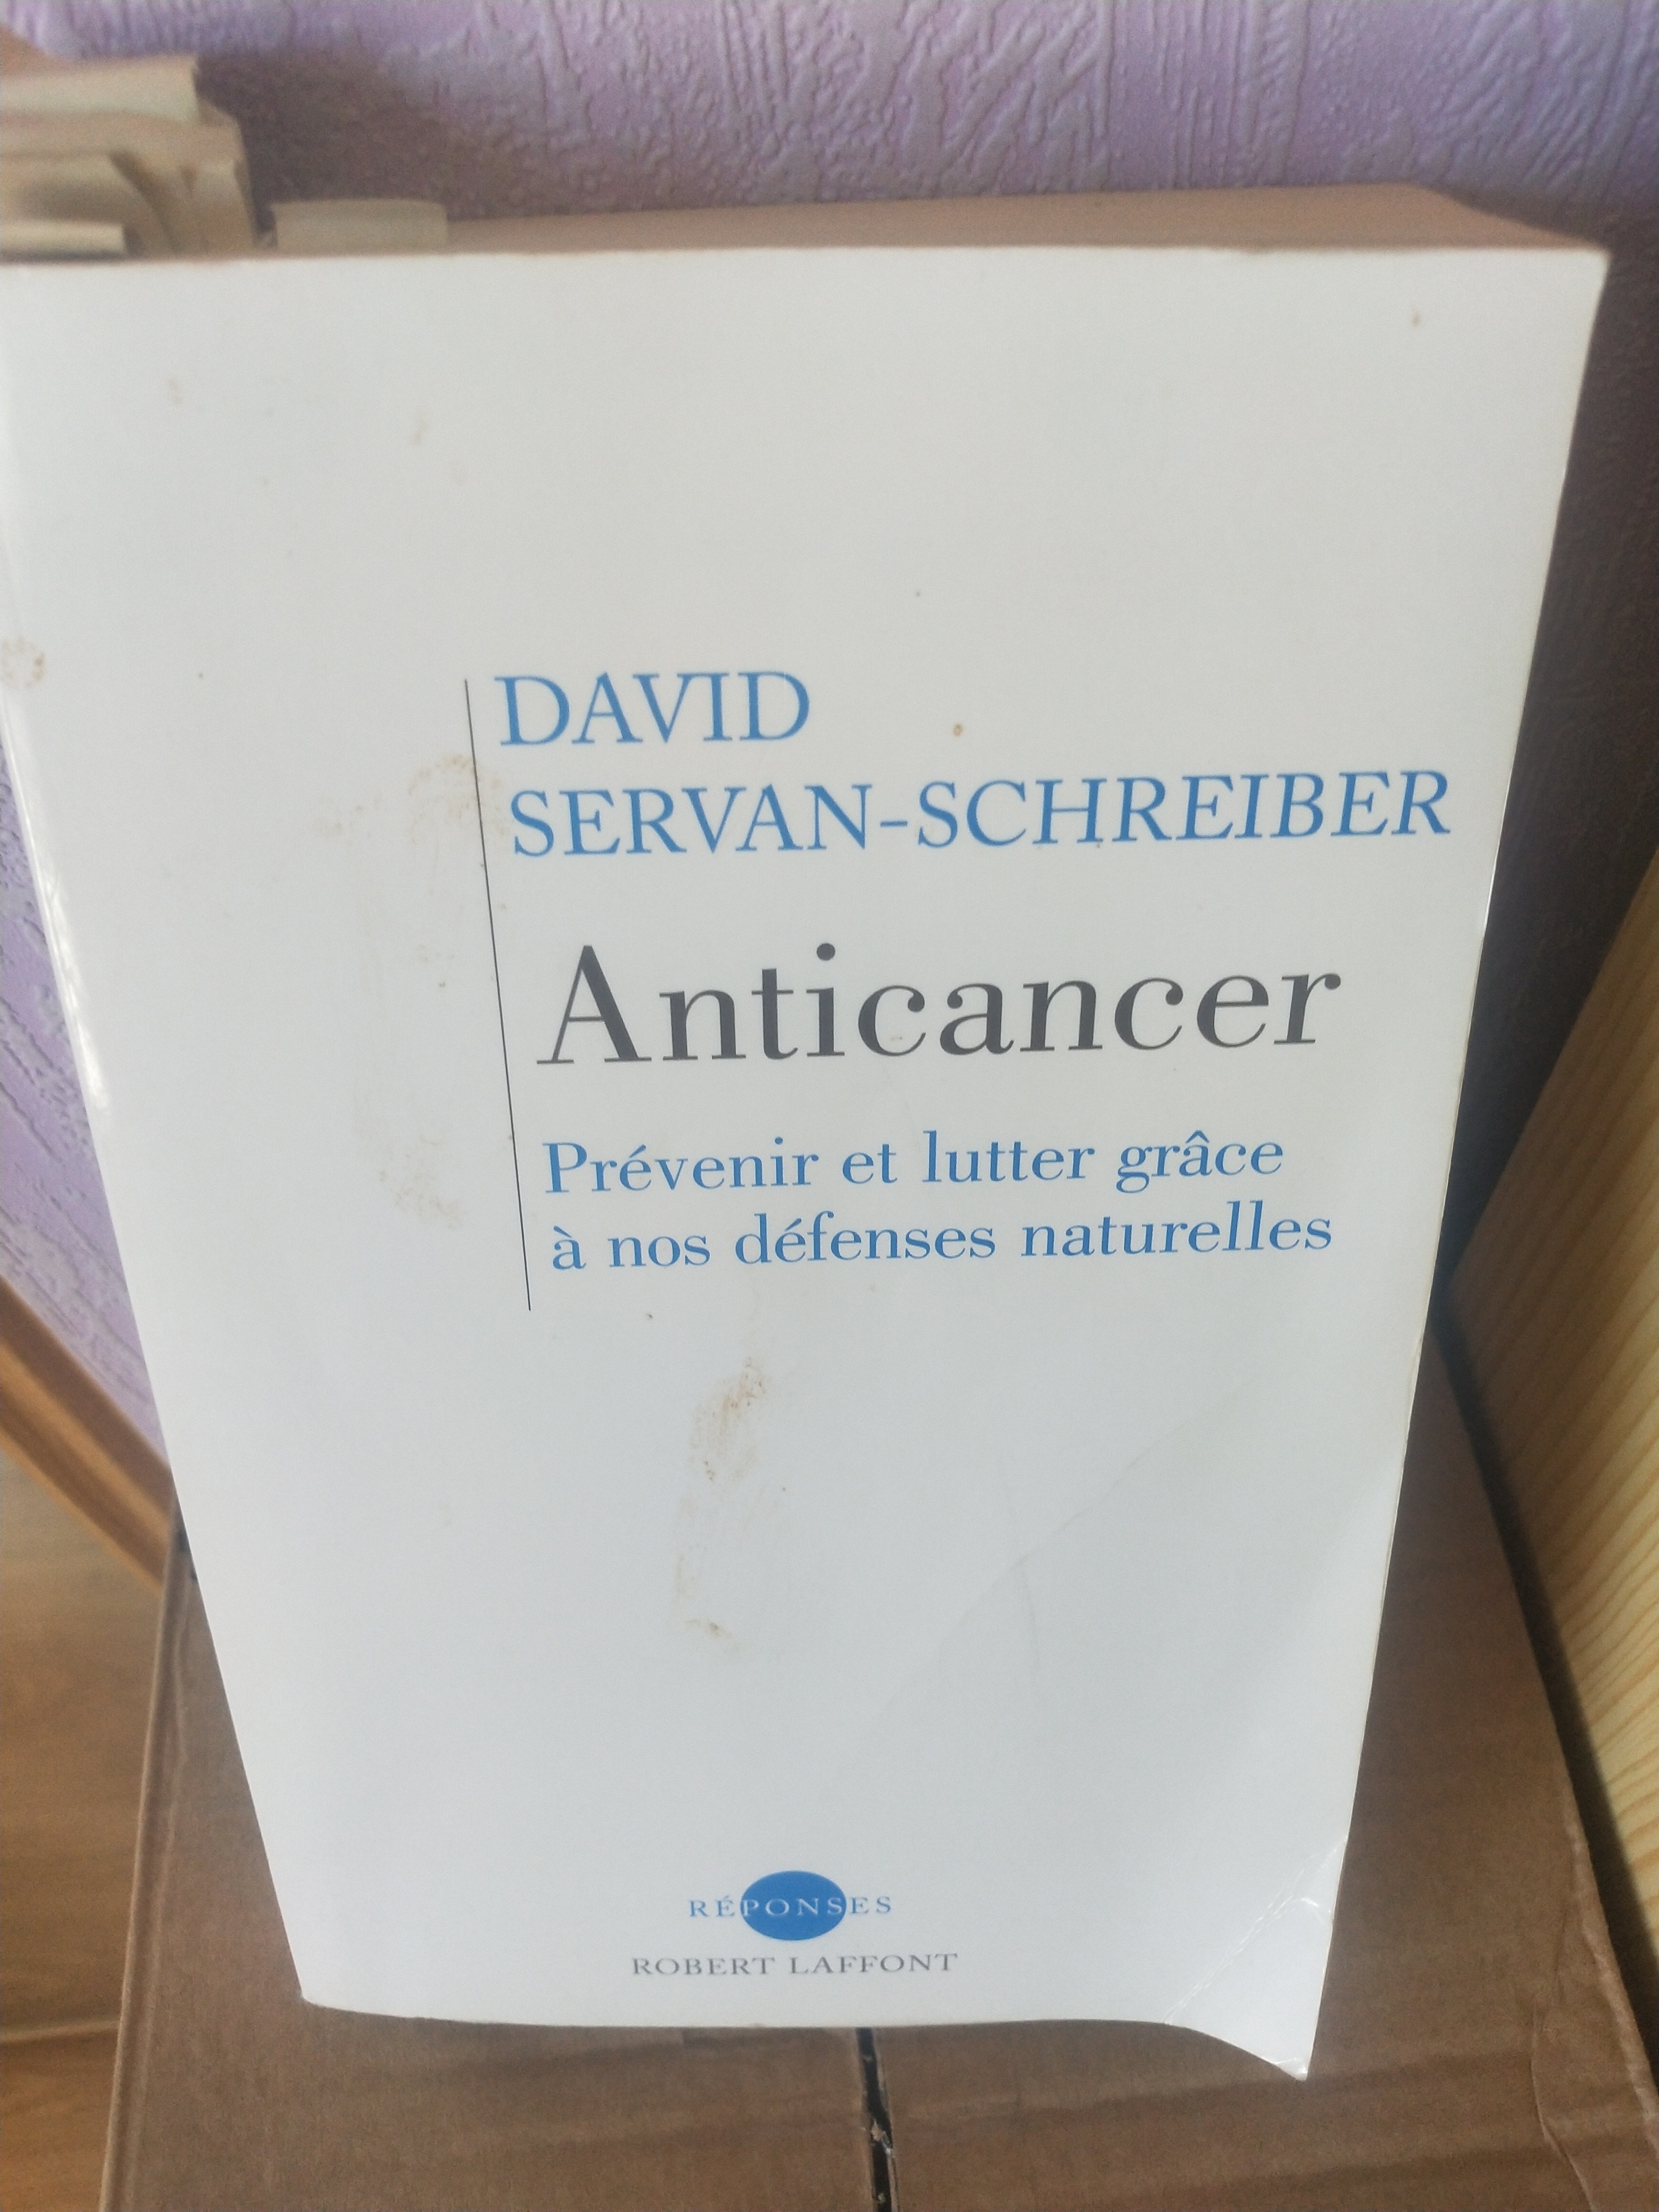 DAVID
SERVAN-SCHREIBER
Anticancer
Prévenir et lutter grâce
à nos défenses naturelles
RÉPONSES
ROBERT LAFFONT